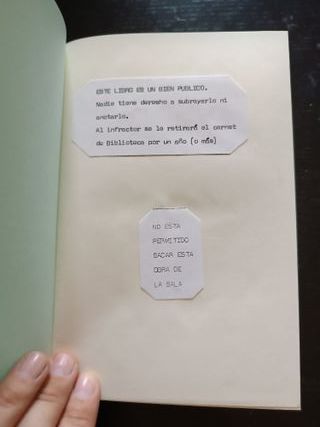 ESTE LIBRO ES UN BIEN PUBLICO.
Nadie tiene derecho a subrayarlo ni
anotarlo.
Al infractor se le retirará el carnet
de Biblioteca por un año (o más)
NO ESTA
PERMITIDO
SACAR ESTA
OBRA DE
LA SALA